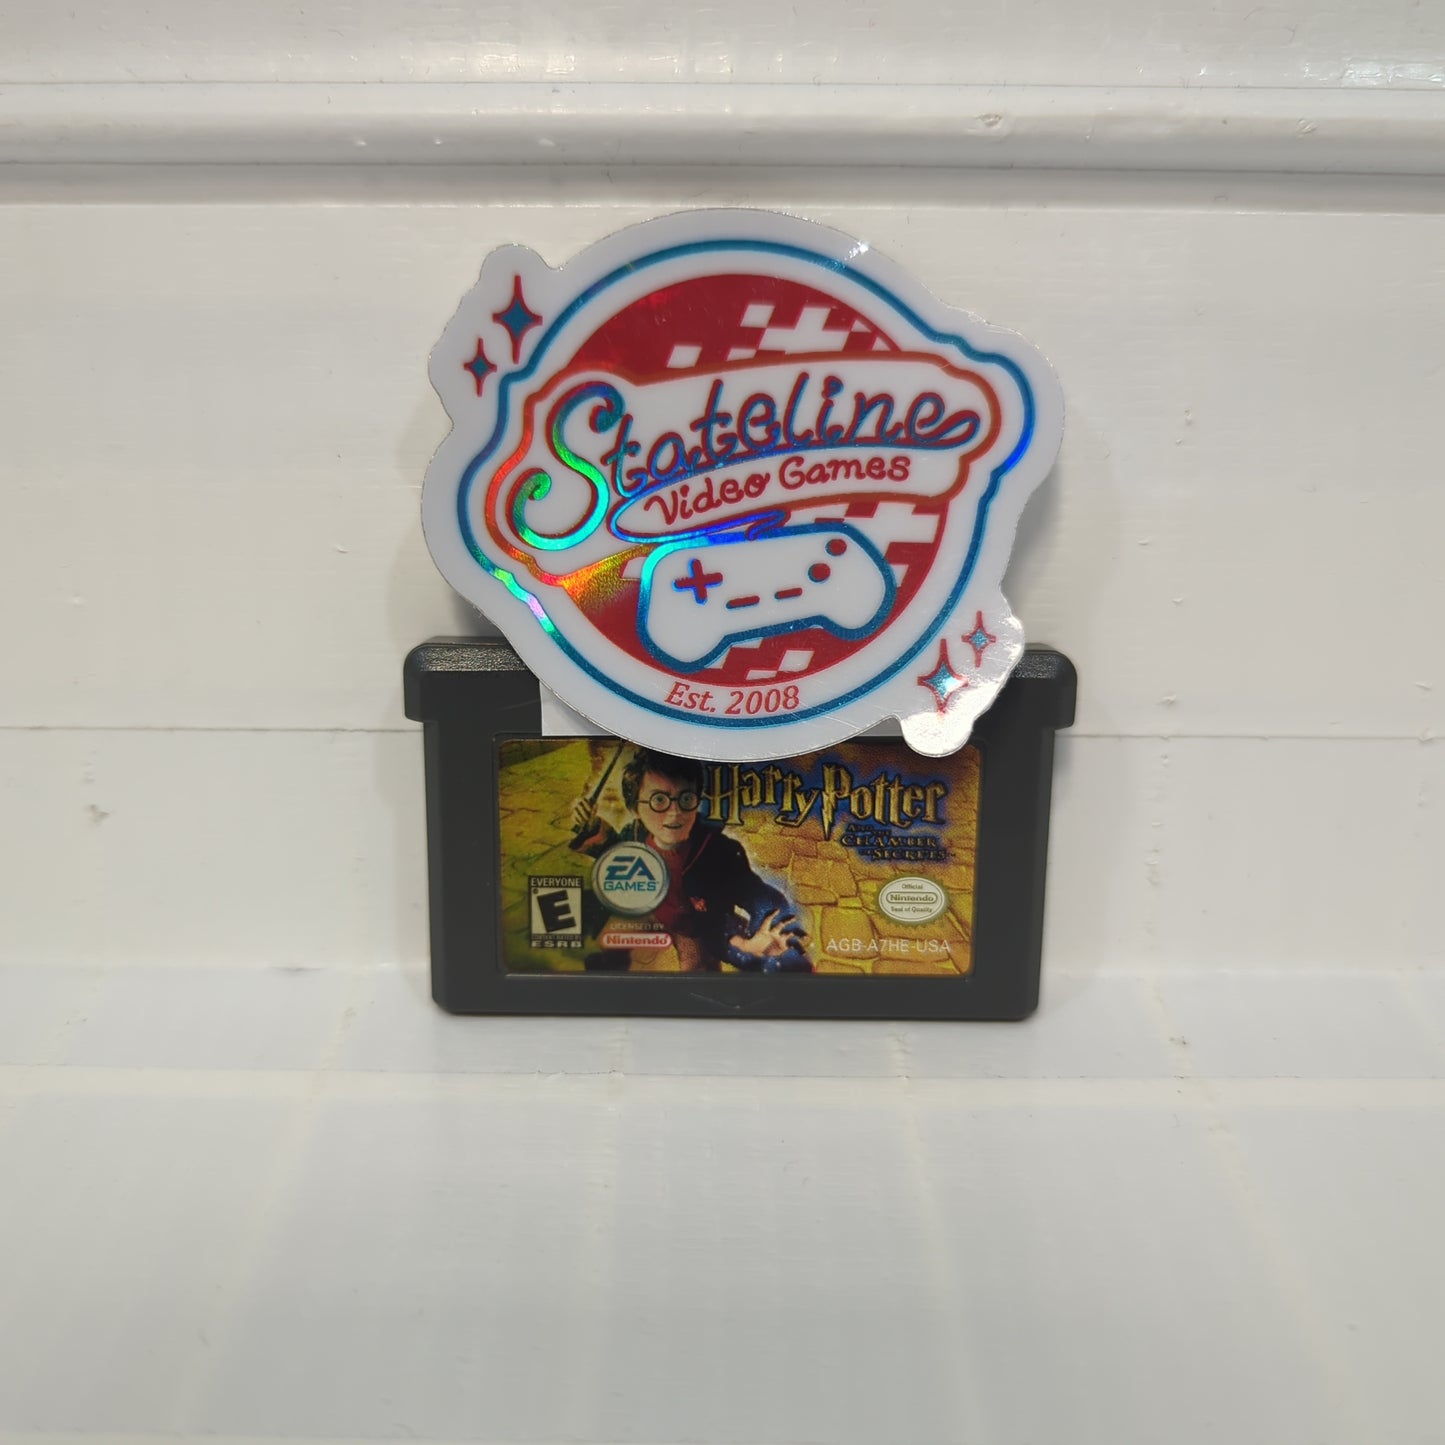 Stateline
Video Games
Est. 2008
Harry Potter
AND THE
CHAMBER
OF SECRETS
EA
GAMES
EVERYONE
E
ESRB
LICENSED BY
Nintendo
Official
Nintendo
Seal of Quality
AGB-A7HE-USA